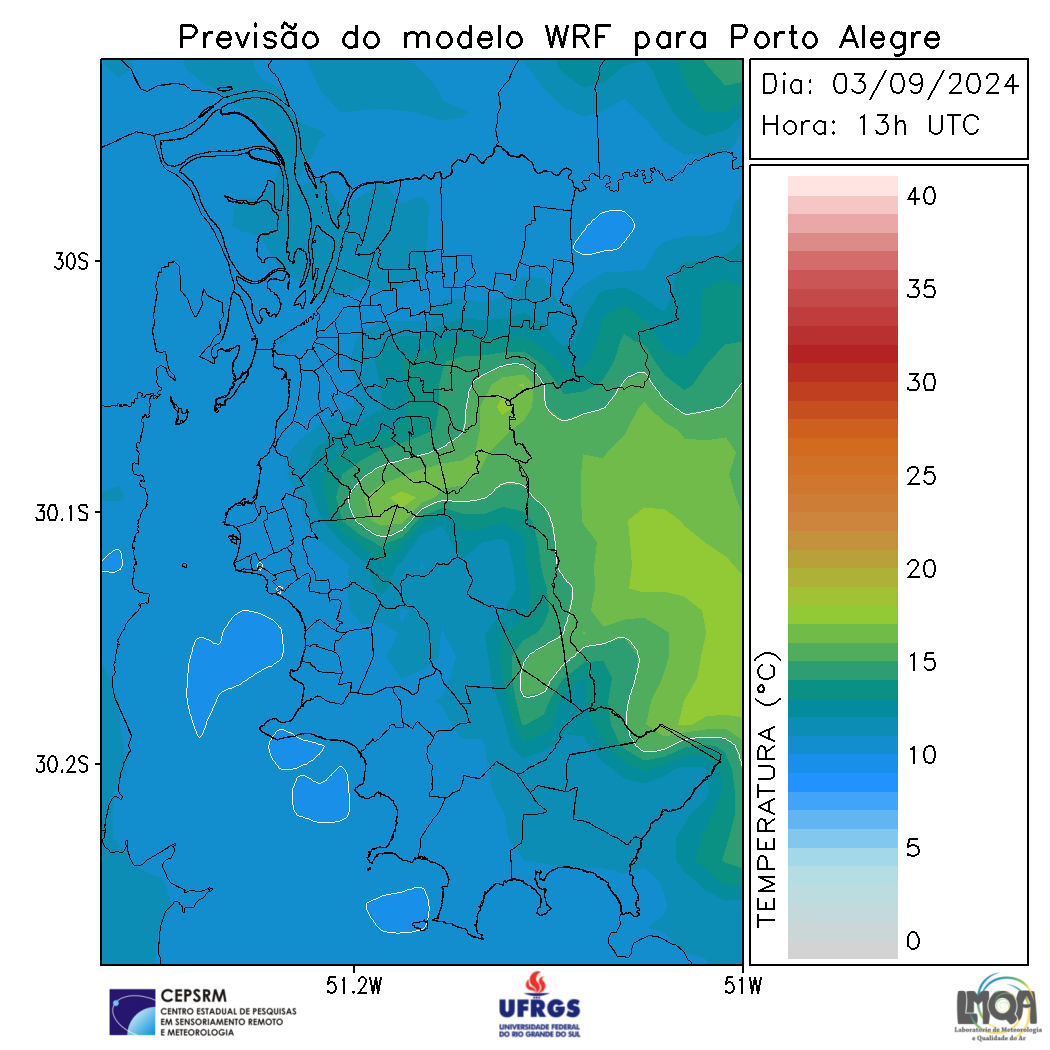 Previsão do modelo WRF para Porto Alegre
Dia: 03/09/2024
Hora: 13h UTC
40
35
30
25
20
15
10
5
0
TEMPERATURA (°C)
30S
30.1S
30.2S
51.2W
51W
CEPSRM
CENTRO ESTADUAL DE PESQUISAS
EM SENSORIAMENTO REMOTO
E METEOROLOGIA
UFRGS
UNIVERSIDADE FEDERAL
DO RIO GRANDE DO SUL
LMQA
Laboratório de Meteorologia
e Qualidade do Ar